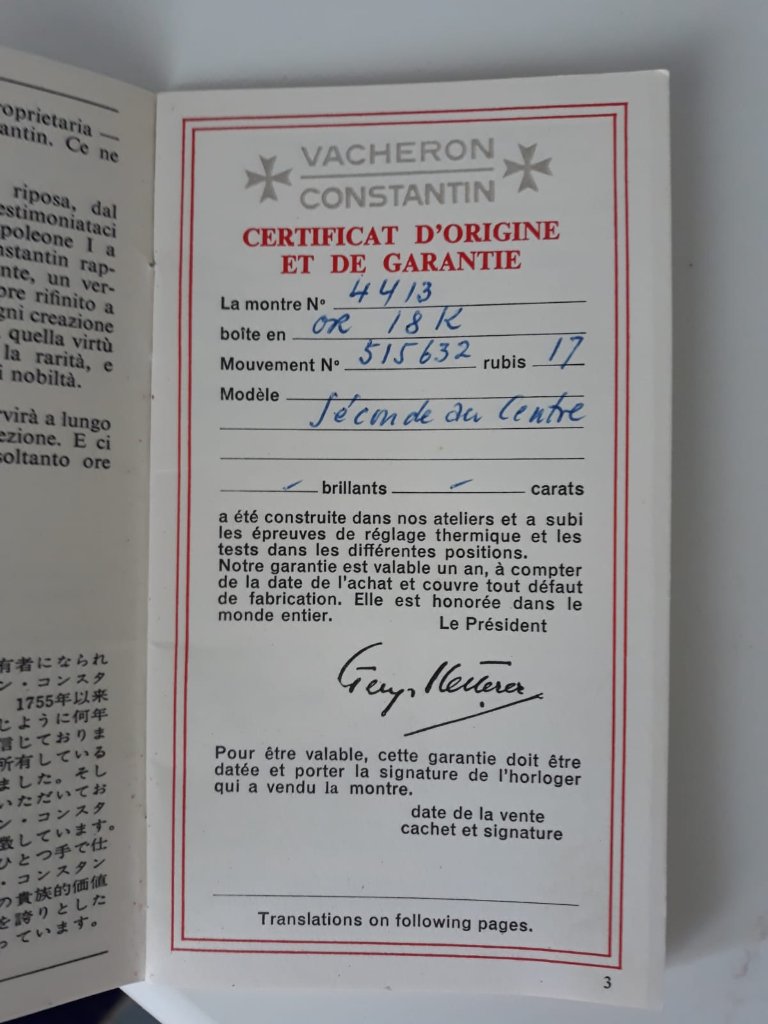 roprietaria —
antin. Ce ne
riposa, dal
estimoniataci
poleone I a
nstantin rap-
nte, un ver-
pre rifinito a
gni creazione
quella virtù
la rarità, e
i nobiltà.
rvirà a lungo
ezione. E ci
soltanto ore
有者になられ
ン・コンスタ
1755年以来
じように何年
信じておりま
所有している
ました。そし
いただいてお
ン・コンスタ
徴しています。
ひとつ手で仕
・コンスタン
の貴族的価値
を誇りとした
っています。
VACHERON
CONSTANTIN
CERTIFICAT D'ORIGINE
ET DE GARANTIE
La montre No 4413
boîte en or 18K
Mouvement No 515632 rubis 17
Modèle
Séconde au Centre
brillants carats
a été construite dans nos ateliers et a subi
les épreuves de réglage thermique et les
tests dans les différentes positions.
Notre garantie est valable un an, à compter
de la date de l'achat et couvre tout défaut
de fabrication. Elle est honorée dans le
monde entier.
Le Président
Pour être valable, cette garantie doit être
datée et porter la signature de l'horloger
qui a vendu la montre.
date de la vente
cachet et signature
Translations on following pages.
3